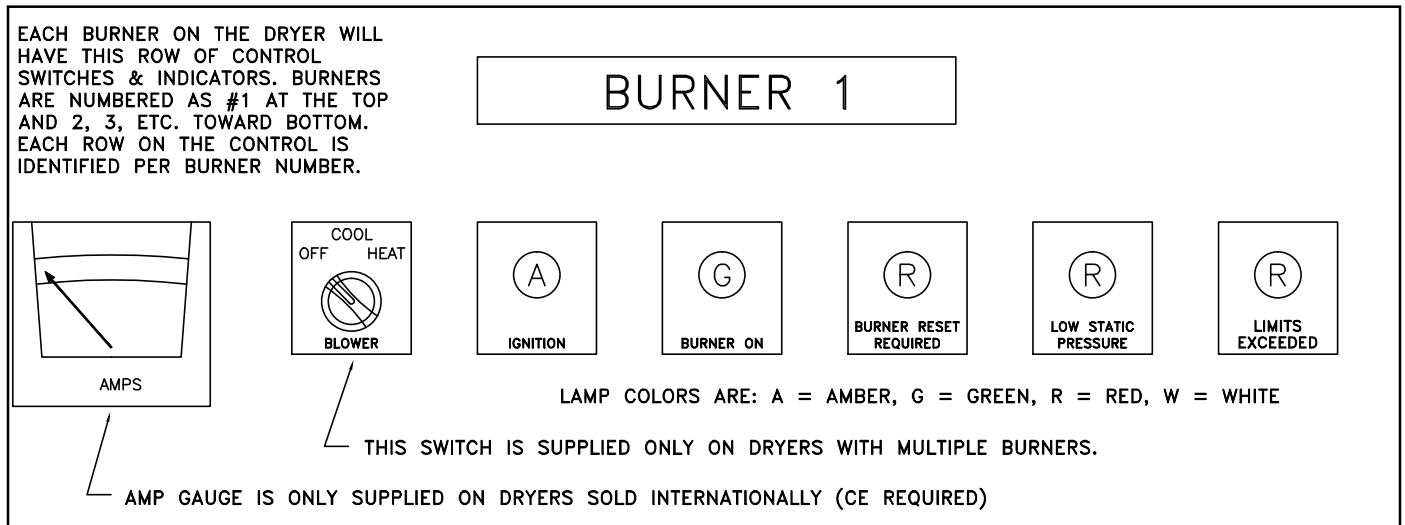 EACH BURNER ON THE DRYER WILL
HAVE THIS ROW OF CONTROL
SWITCHES & INDICATORS. BURNERS
ARE NUMBERED AS #1 AT THE TOP
AND 2, 3, ETC. TOWARD BOTTOM.
EACH ROW ON THE CONTROL IS
IDENTIFIED PER BURNER NUMBER.
BURNER 1
AMPS
COOL
OFF HEAT
BLOWER
A
IGNITION
G
BURNER ON
R
BURNER RESET
REQUIRED
R
LOW STATIC
PRESSURE
R
LIMITS
EXCEEDED
LAMP COLORS ARE: A = AMBER, G = GREEN, R = RED, W = WHITE
THIS SWITCH IS SUPPLIED ONLY ON DRYERS WITH MULTIPLE BURNERS.
AMP GAUGE IS ONLY SUPPLIED ON DRYERS SOLD INTERNATIONALLY (CE REQUIRED)